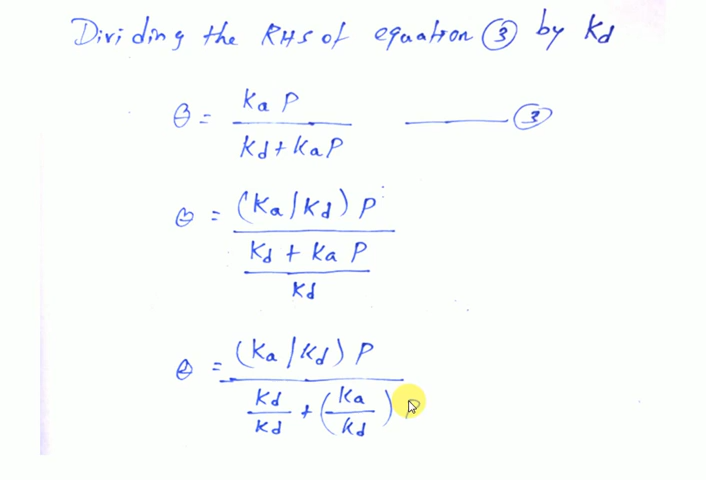 Dividing the RHS of equation ③ by Kd
θ = Ka P / Kd + Ka P ——— ③
θ = (Ka/Kd) P / Kd + Ka P / Kd
θ = (Ka/Kd) P / Kd/Kd + (Ka/Kd) P